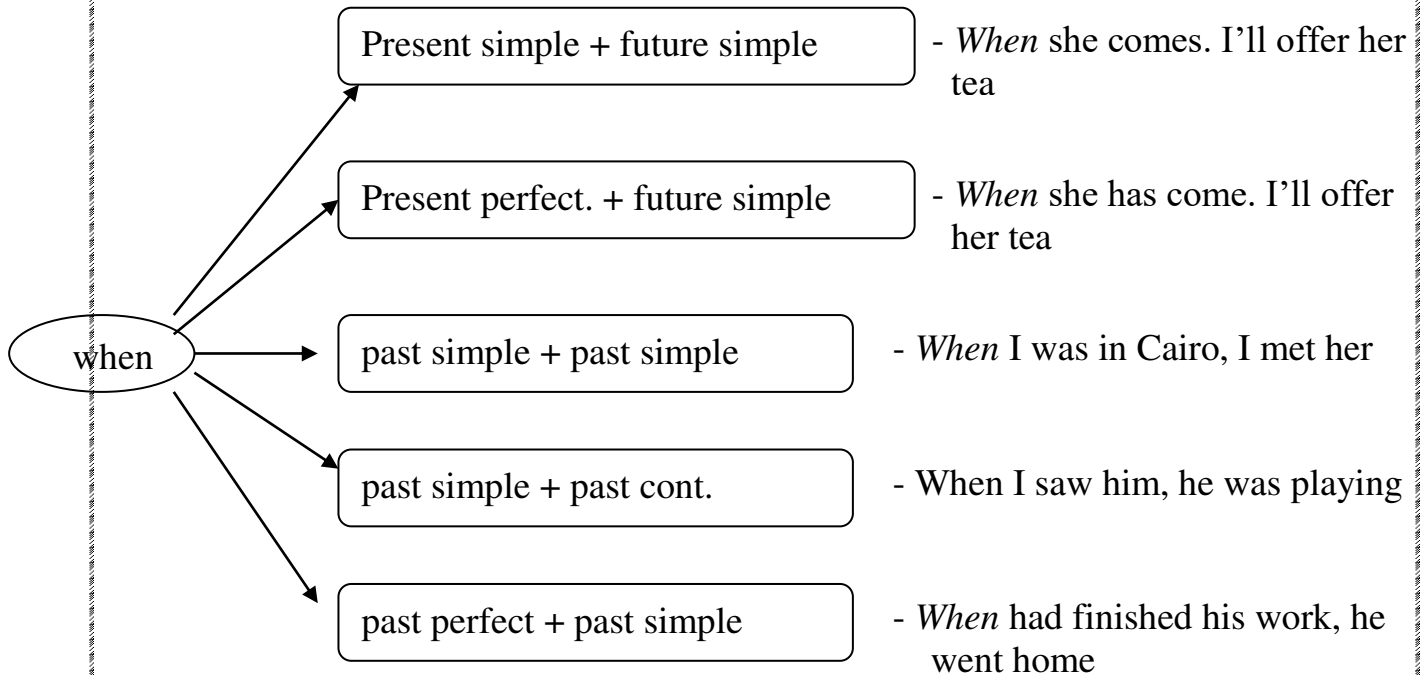 Present simple + future simple
- When she comes. I'll offer her
tea
Present perfect. + future simple
- When she has come. I'll offer
her tea
when
past simple + past simple
- When I was in Cairo, I met her
past simple + past cont.
- When I saw him, he was playing
past perfect + past simple
- When had finished his work, he
went home